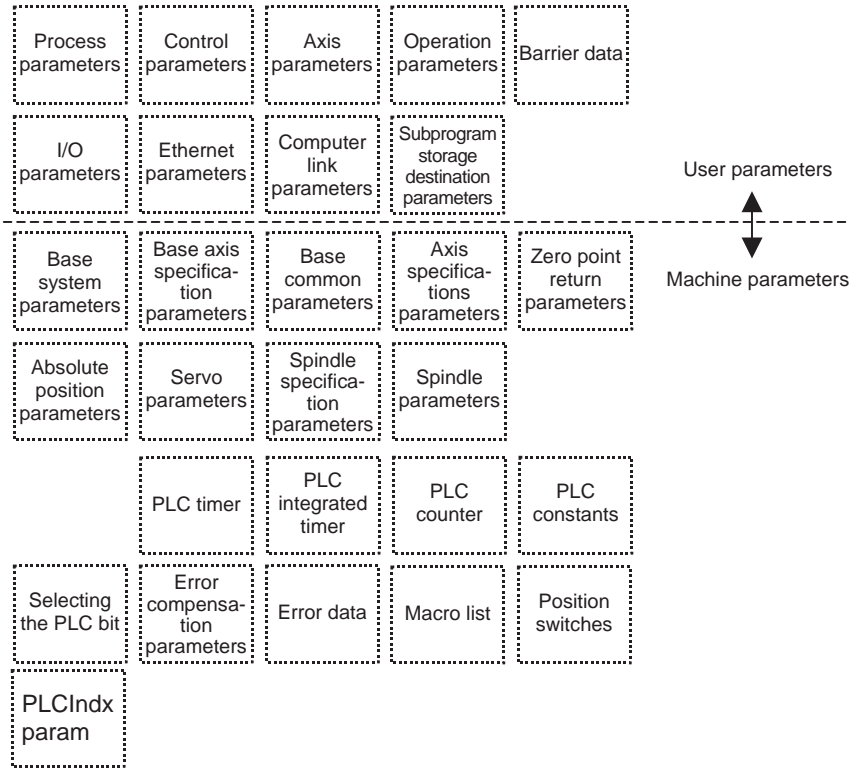 Process
parameters
Control
parameters
Axis
parameters
Operation
parameters
Barrier data
I/O
parameters
Ethernet
parameters
Computer
link
parameters
Subprogram
storage
destination
parameters
User parameters
Machine parameters
Base
system
parameters
Base axis
specifica-
tion
parameters
Base
common
parameters
Axis
specifica-
tions
parameters
Zero point
return
parameters
Absolute
position
parameters
Servo
parameters
Spindle
specifica-
tion
parameters
Spindle
parameters
PLC timer
PLC
integrated
timer
PLC
counter
PLC
constants
Selecting
the PLC bit
Error
compensa-
tion
parameters
Error data
Macro list
Position
switches
PLCIndx
param